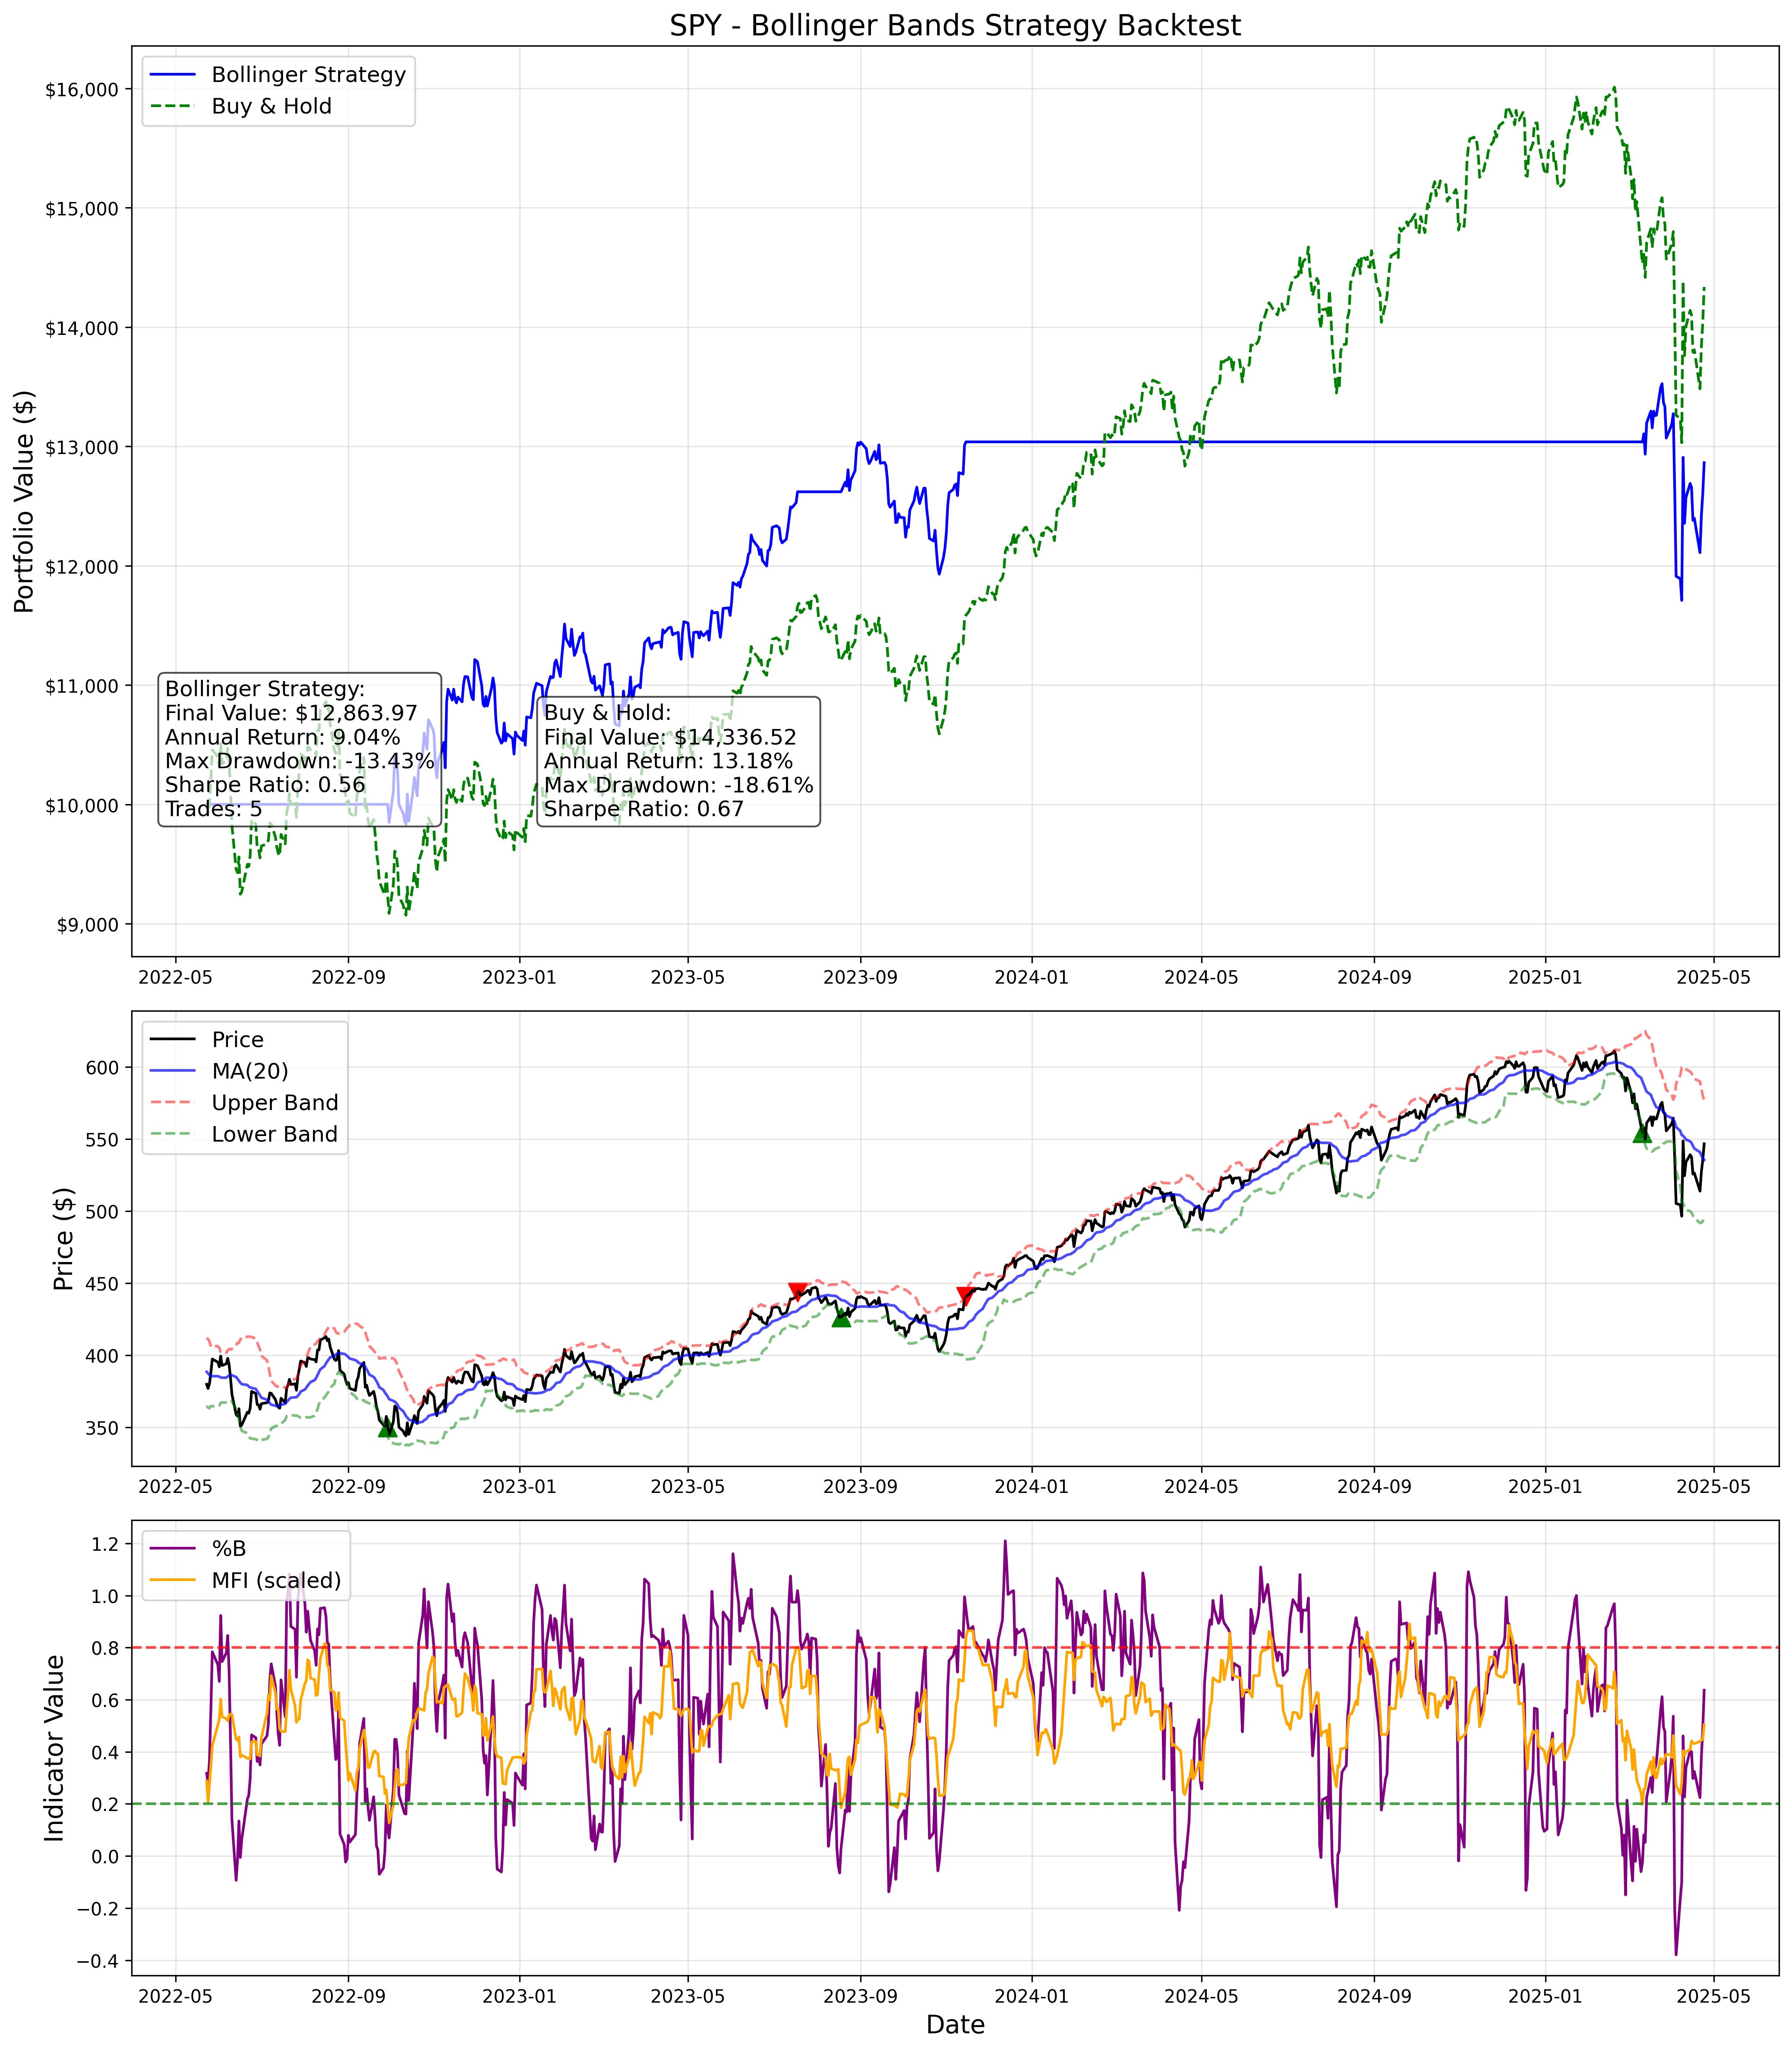 SPY - Bollinger Bands Strategy Backtest
Bollinger Strategy
Buy & Hold
Portfolio Value ($)
$16,000
$15,000
$14,000
$13,000
$12,000
$11,000
$10,000
$9,000
Bollinger Strategy:
Final Value: $12,863.97
Annual Return: 9.04%
Max Drawdown: -13.43%
Sharpe Ratio: 0.56
Trades: 5
Buy & Hold:
Final Value: $14,336.52
Annual Return: 13.18%
Max Drawdown: -18.61%
Sharpe Ratio: 0.67
2022-05 2022-09 2023-01 2023-05 2023-09 2024-01 2024-05 2024-09 2025-01 2025-05
Price
MA(20)
Upper Band
Lower Band
Price ($)
600
550
500
450
400
350
2022-05 2022-09 2023-01 2023-05 2023-09 2024-01 2024-05 2024-09 2025-01 2025-05
%B
MFI (scaled)
Indicator Value
1.2
1.0
0.8
0.6
0.4
0.2
0.0
−0.2
−0.4
2022-05 2022-09 2023-01 2023-05 2023-09 2024-01 2024-05 2024-09 2025-01 2025-05
Date